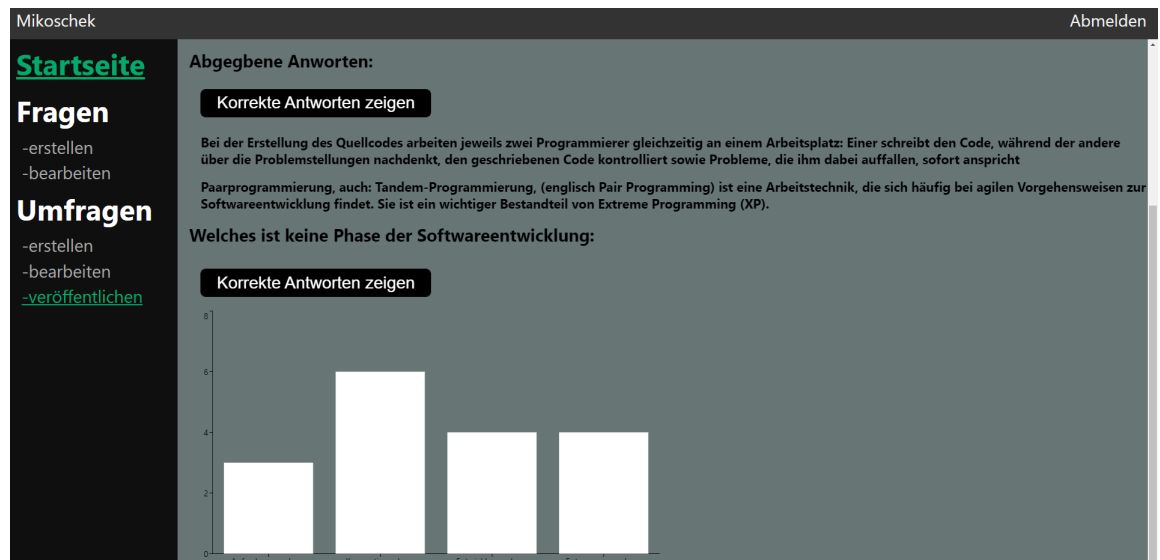 Mikoschek
Abmelden
Startseite
Fragen
-erstellen
-bearbeiten
Umfragen
-erstellen
-bearbeiten
-veröffentlichen
Abgegbene Anworten:
Korrekte Antworten zeigen
Bei der Erstellung des Quellcodes arbeiten jeweils zwei Programmierer gleichzeitig an einem Arbeitsplatz: Einer schreibt den Code, während der andere
über die Problemstellungen nachdenkt, den geschriebenen Code kontrolliert sowie Probleme, die ihm dabei auffallen, sofort anspricht
Paarprogrammierung, auch: Tandem-Programmierung, (englisch Pair Programming) ist eine Arbeitstechnik, die sich häufig bei agilen Vorgehensweisen zur
Softwareentwicklung findet. Sie ist ein wichtiger Bestandteil von Extreme Programming (XP).
Welches ist keine Phase der Softwareentwicklung:
Korrekte Antworten zeigen
8
6
4
2
0